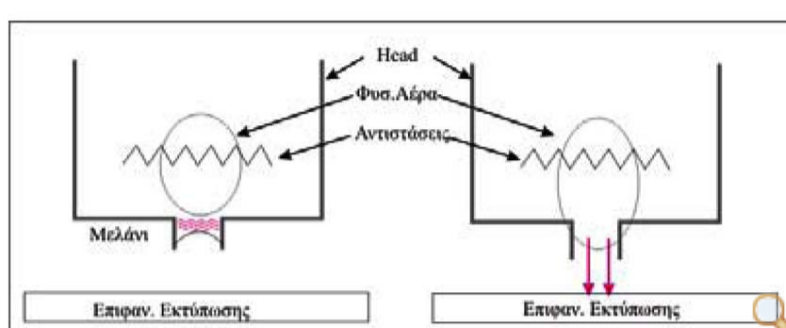 Head
Φυσ.Αέρα
Αντιστάσεις
Μελάνι
Επιφαν. Εκτύπωσης
Επιφαν. Εκτύπωσης